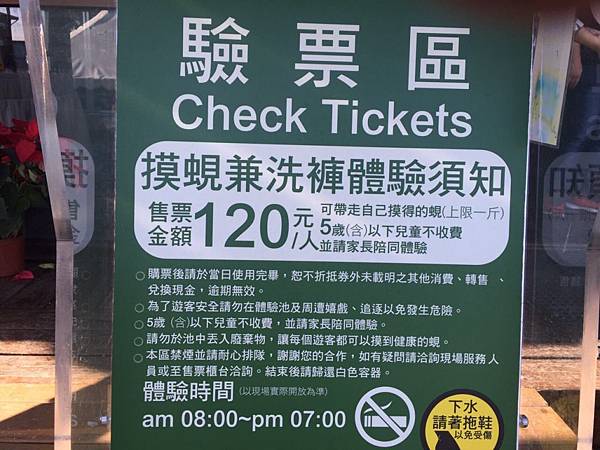 驗票區
Check Tickets
摸蜆兼洗褲體驗須知
售票金額 120 元/人 可帶走自己摸得的蜆(上限一斤)
5歲(含)以下兒童不收費
並請家長陪同體驗
○購票後請於當日使用完畢，恕不折抵券外未載明之其他消費、轉售、
兌換現金，逾期無效。
○為了遊客安全請勿在體驗池及周遭嬉戲、追逐以免發生危險。
○5歲(含)以下兒童不收費，並請家長陪同體驗。
○請勿於池中丟入廢棄物，讓每個遊客都可以摸到健康的蜆。
○本區禁煙並請耐心排隊，謝謝您的合作，如有疑問請洽詢現場服務人
員或至售票櫃台洽詢。結束後請歸還白色容器。
體驗時間(以現場實際開放為準)
am 08:00~pm 07:00
下水
請著拖鞋
以免受傷